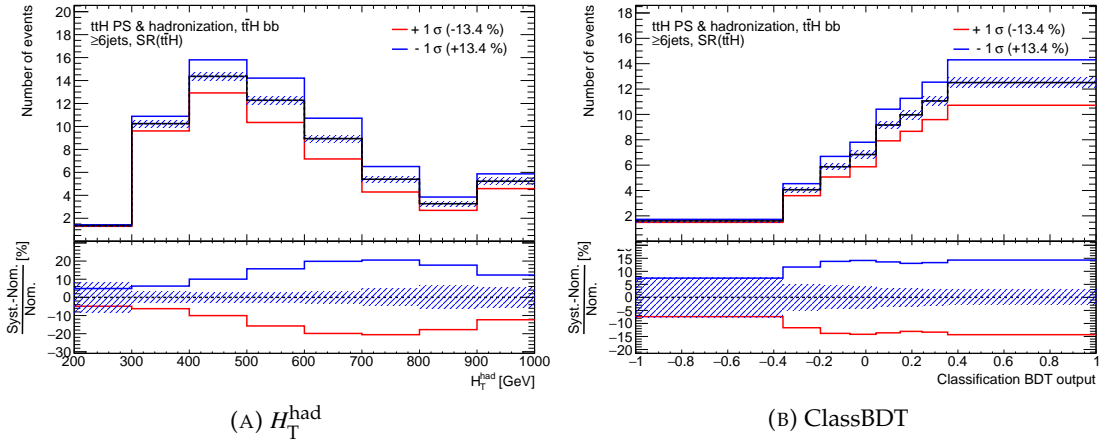 ttH PS & hadronization, tt̄H bb
≥6jets, SR(tt̄H)
+ 1 σ (-13.4 %)
- 1 σ (+13.4 %)
Number of events
20
18
16
14
12
10
8
6
4
2
Syst.-Nom.
Nom.
[%]
20
10
0
−10
−20
−30
200 300 400 500 600 700 800 900 1000
H_T^had [GeV]
(A) H_T^had
ttH PS & hadronization, tt̄H bb
≥6jets, SR(tt̄H)
+ 1 σ (-13.4 %)
- 1 σ (+13.4 %)
Number of events
18
16
14
12
10
8
6
4
2
Syst.-Nom.
Nom.
[%]
15
10
5
0
−5
−10
−15
−20
−1 −0.8 −0.6 −0.4 −0.2 0 0.2 0.4 0.6 0.8 1
Classification BDT output
(B) ClassBDT